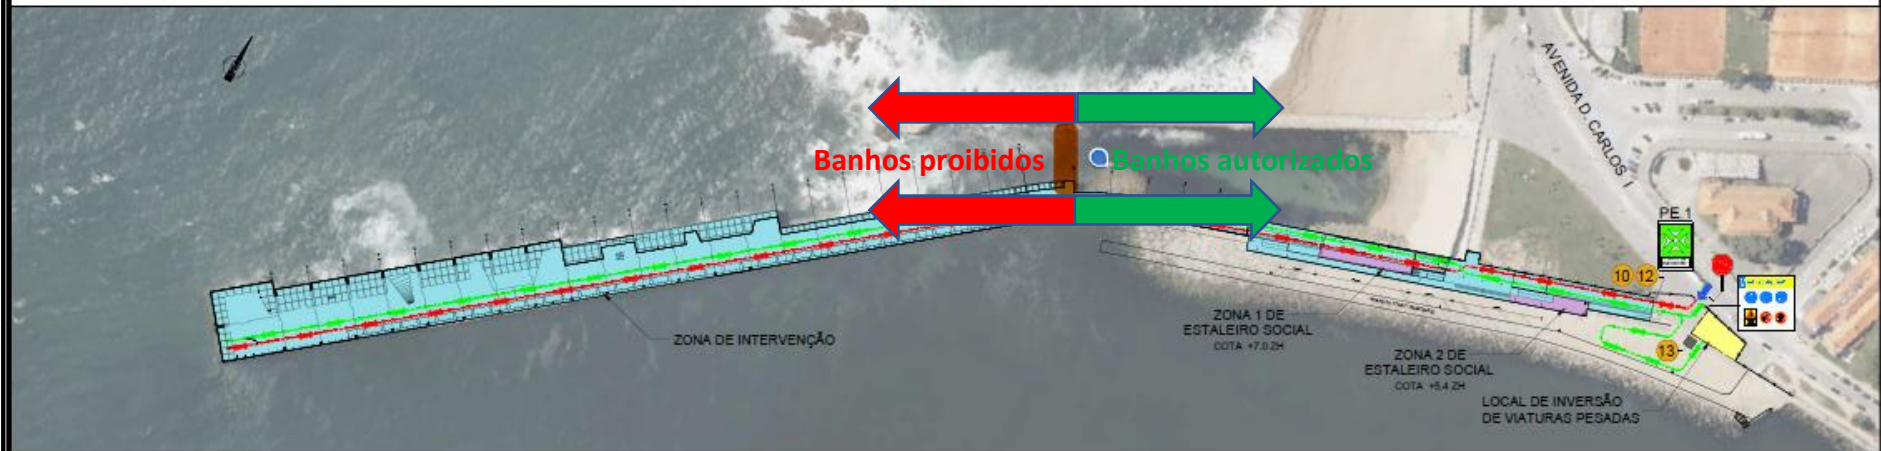 AVENIDA D. CARLOS I
Banhos proibidos
Banhos autorizados
PE.1
10
12
ZONA DE INTERVENÇÃO
ZONA 1 DE
ESTALEIRO SOCIAL
COTA +7.0 ZH
ZONA 2 DE
ESTALEIRO SOCIAL
COTA +5,4 ZH
13
LOCAL DE INVERSÃO
DE VIATURAS PESADAS